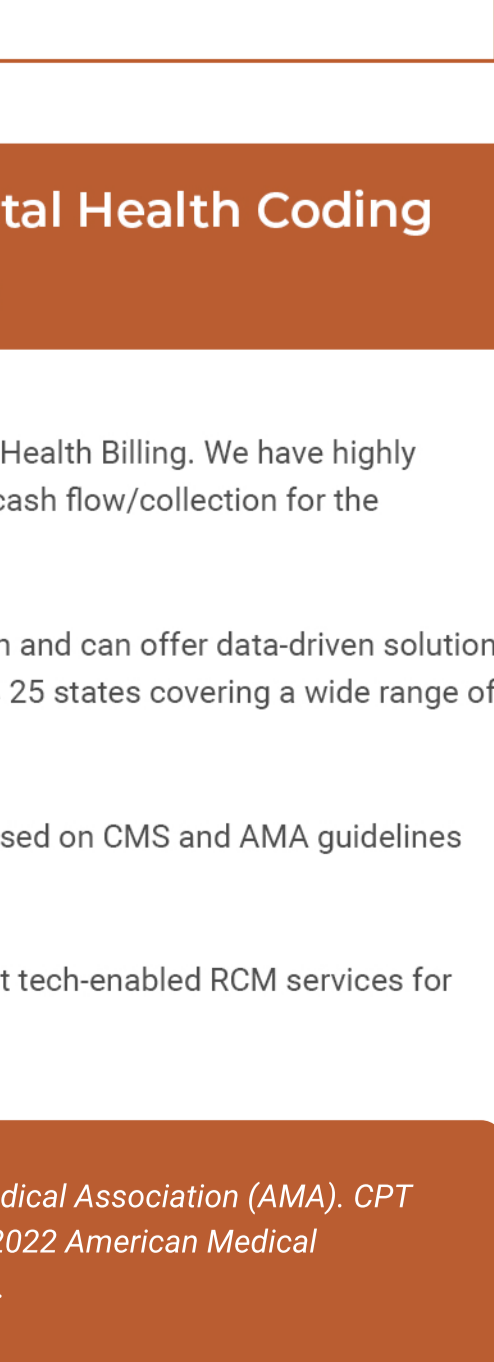 tal Health Coding
Health Billing. We have highly
cash flow/collection for the
and can offer data-driven solution
25 states covering a wide range of
sed on CMS and AMA guidelines
t tech-enabled RCM services for
dical Association (AMA). CPT
2022 American Medical
.